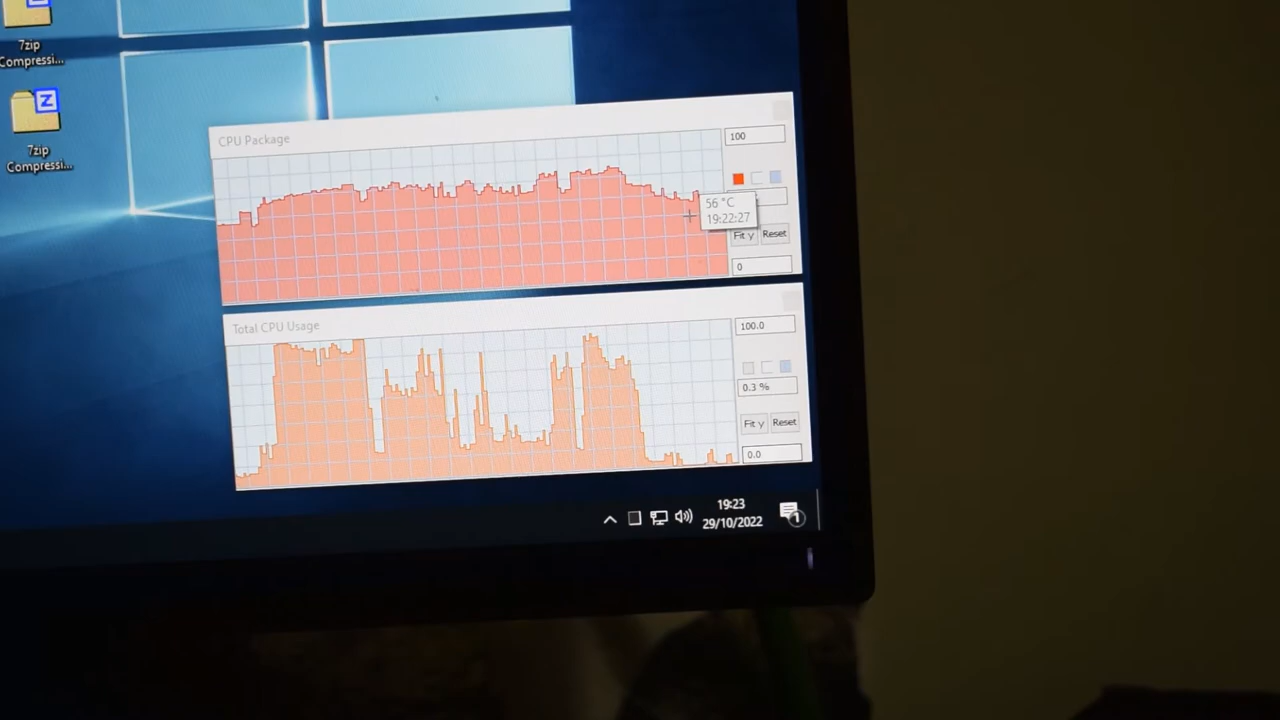 7zip
Compressi...
7zip
Compressi...
CPU Package
100
56 °C
19:22:27
Fit y
Reset
0
Total CPU Usage
100.0
0.3 %
Fit y
Reset
0.0
19:23
29/10/2022
1